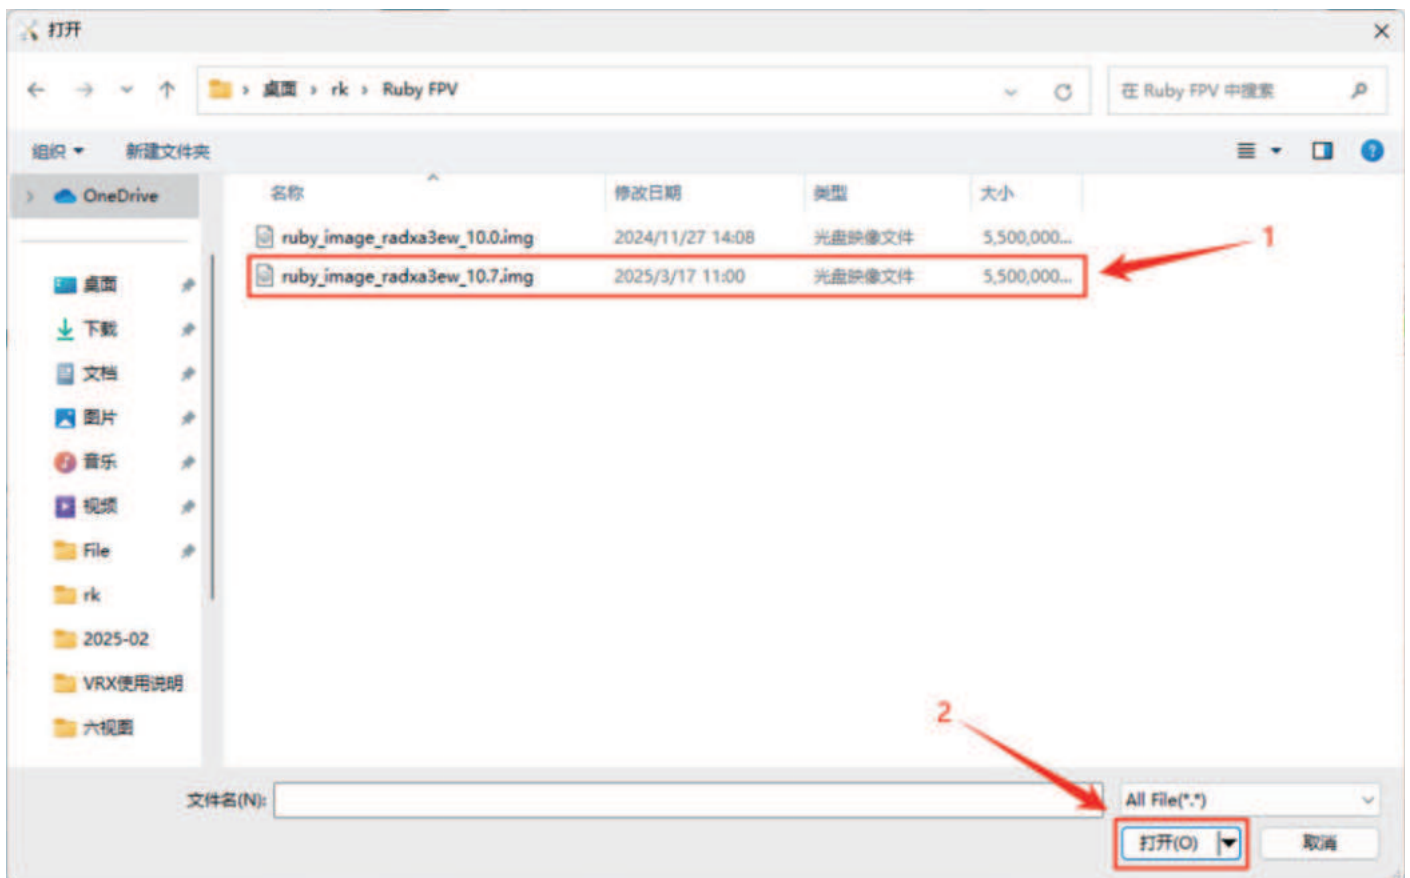 打开
桌面 › rk › Ruby FPV
在 Ruby FPV 中搜索
组织 新建文件夹
OneDrive
名称 修改日期 类型 大小
ruby_image_radxa3ew_10.0.img 2024/11/27 14:08 光盘映像文件 5,500,000...
1
ruby_image_radxa3ew_10.7.img 2025/3/17 11:00 光盘映像文件 5,500,000...
桌面
下载
文档
图片
音乐
视频
File
rk
2025-02
VRX使用说明
六视图
2
文件名(N):
All File(*.*)
打开(O) 取消